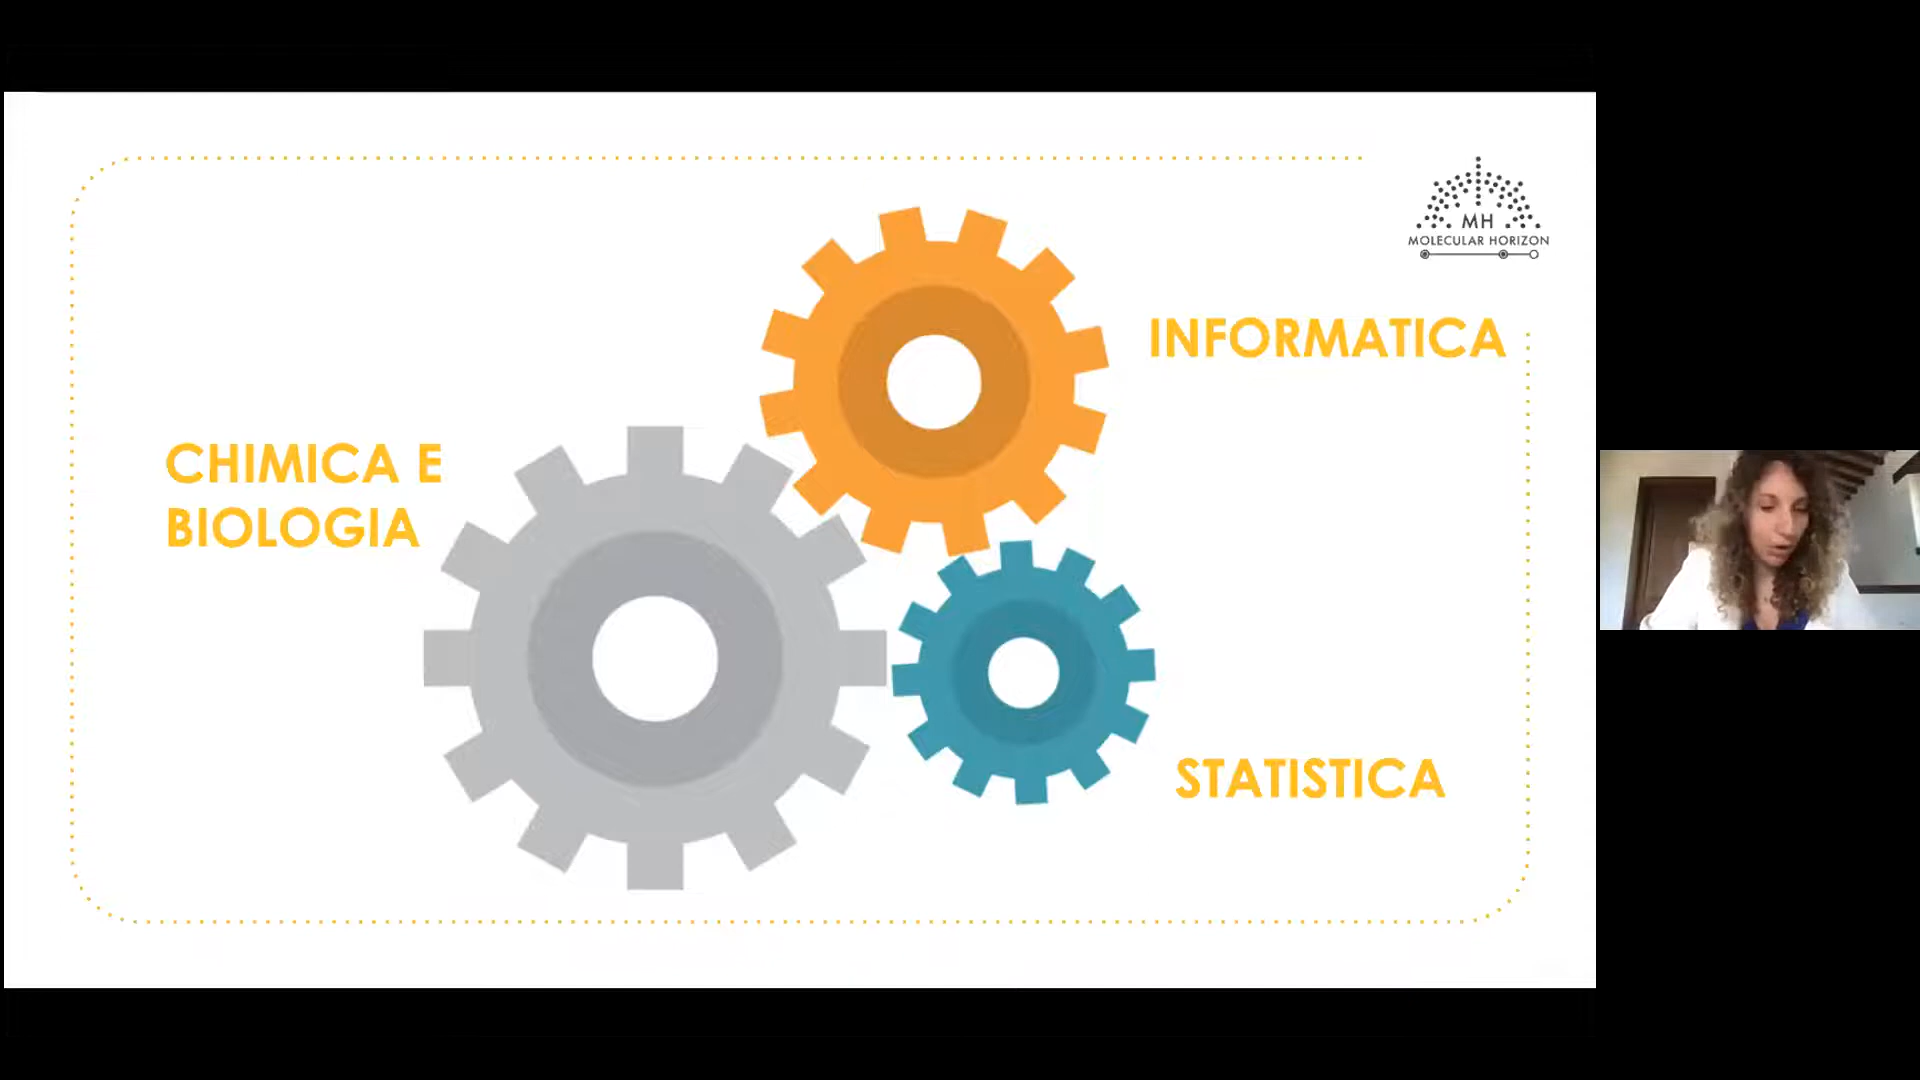 MH
MOLECULAR HORIZON
INFORMATICA
CHIMICA E
BIOLOGIA
STATISTICA